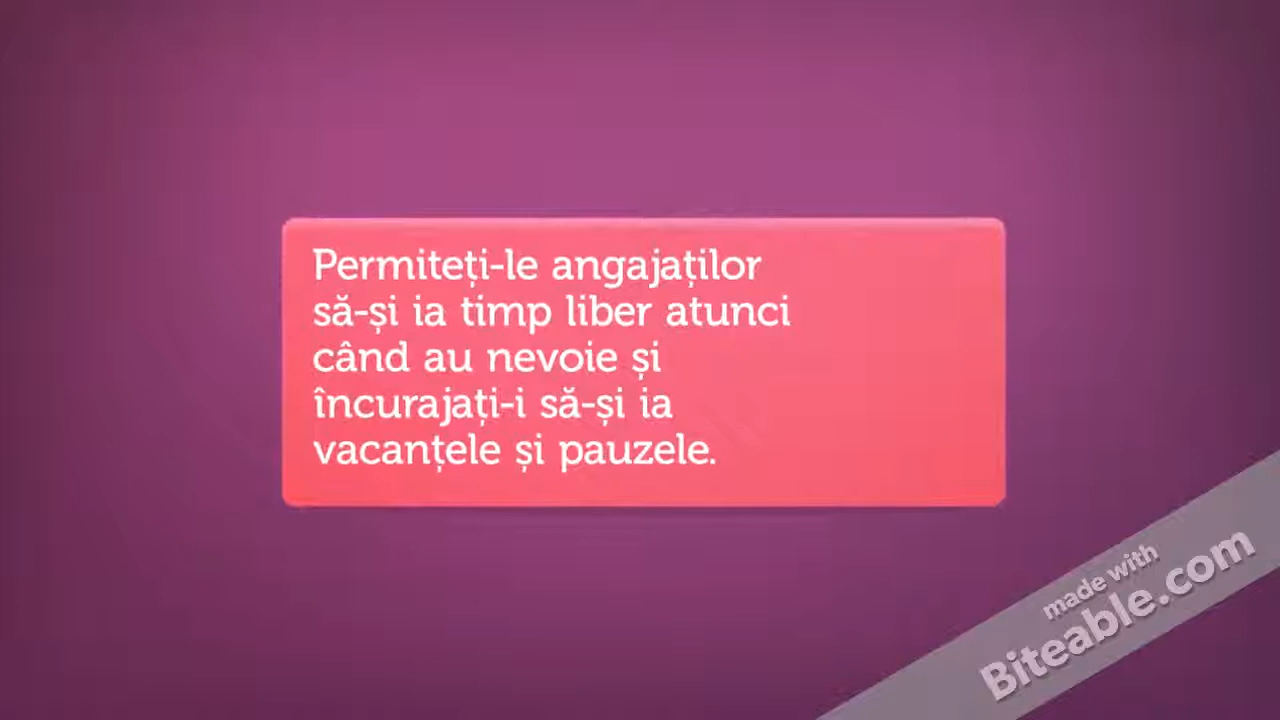 Permiteți-le angajaților
să-și ia timp liber atunci
când au nevoie și
încurajați-i să-și ia
vacanțele și pauzele.
made with
Biteable.com